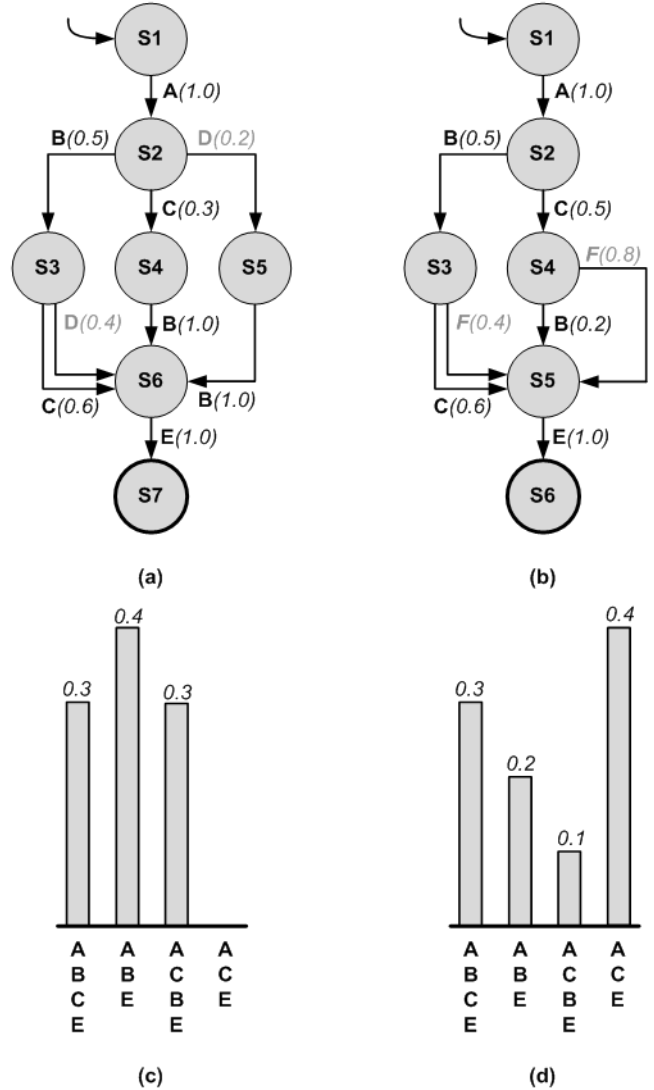 S1
A(1.0)
B(0.5)
S2
D(0.2)
C(0.3)
S3
S4
S5
D(0.4)
B(1.0)
S6
C(0.6)
B(1.0)
E(1.0)
S7
(a)
S1
A(1.0)
B(0.5)
S2
C(0.5)
F(0.8)
S3
S4
F(0.4)
B(0.2)
S5
C(0.6)
E(1.0)
S6
(b)
0.3
0.4
0.3
A A A A
B B C C
C E B E
E E
(c)
0.3
0.2
0.1
0.4
A A A A
B B C C
C E B E
E E
(d)